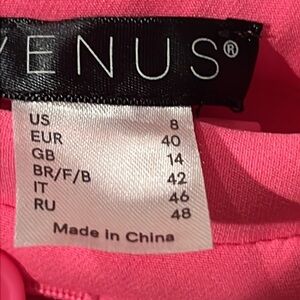 VENUS®
US 8
EUR 40
GB 14
BR/F/B 42
IT 46
RU 48
Made in China